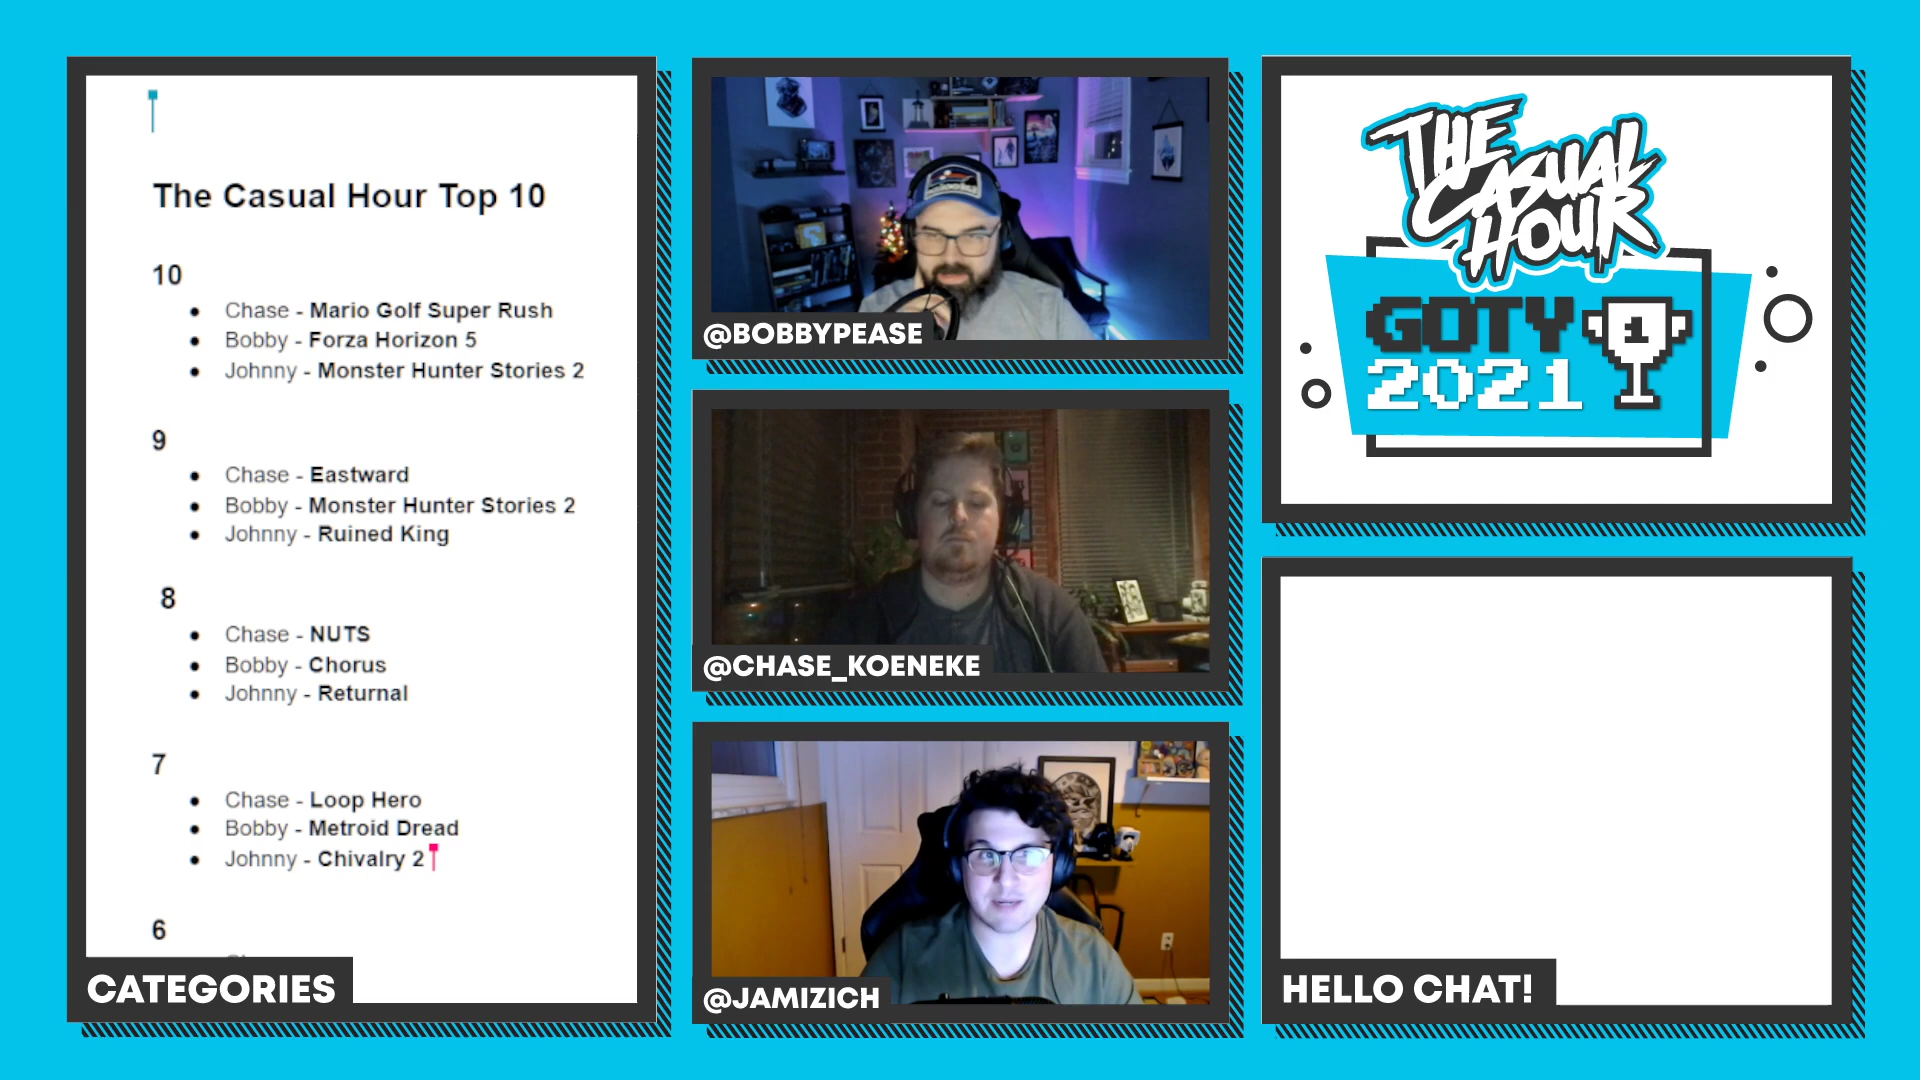 The Casual Hour Top 10
10
● Chase - Mario Golf Super Rush
● Bobby - Forza Horizon 5
● Johnny - Monster Hunter Stories 2
9
● Chase - Eastward
● Bobby - Monster Hunter Stories 2
● Johnny - Ruined King
8
● Chase - NUTS
● Bobby - Chorus
● Johnny - Returnal
7
● Chase - Loop Hero
● Bobby - Metroid Dread
● Johnny - Chivalry 2
6
CATEGORIES
@BOBBYPEASE
@CHASE_KOENEKE
@JAMIZICH
THE
CASUAL
HOUR
GOTY
2021
1
HELLO CHAT!